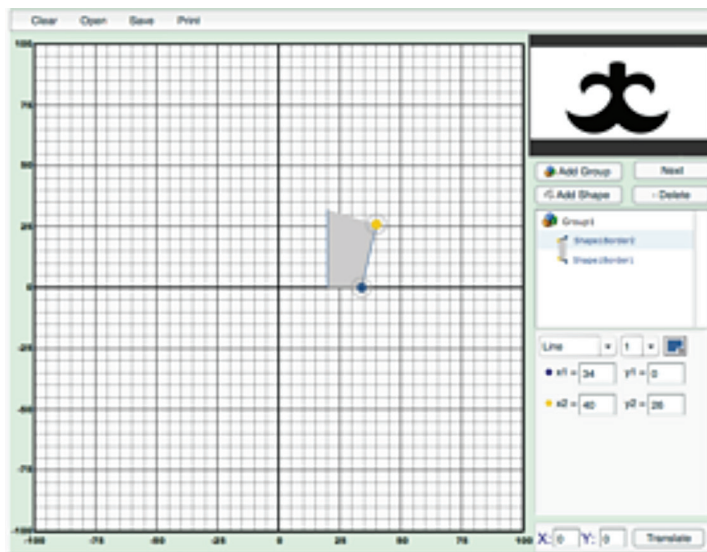 Clear Open Save Print
100
75
50
25
0
-25
-50
-75
-100
-100 -75 -50 -25 0 25 50 75 100
Add Group Next
Add Shape - Delete
Group1
Shape1Border2
Shape1Border1
Line 1
x1 = 34 y1 = 0
x2 = 40 y2 = 26
X: 0 Y: 0 Translate